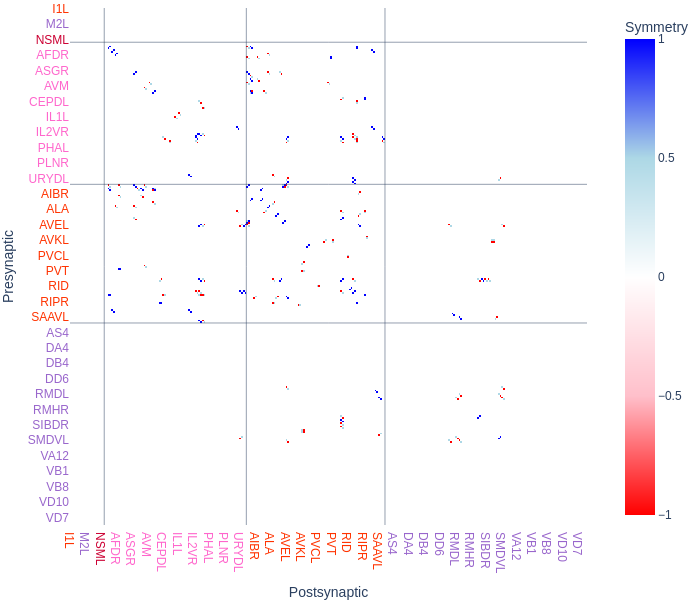 Symmetry
1
0.5
0
−0.5
−1
Presynaptic
I1L
M2L
NSML
AFDR
ASGR
AVM
CEPDL
IL1L
IL2VR
PHAL
PLNR
URYDL
AIBR
ALA
AVEL
AVKL
PVCL
PVT
RID
RIPR
SAAVL
AS4
DA4
DB4
DD6
RMDL
RMHR
SIBDR
SMDVL
VA12
VB1
VB8
VD10
VD7
I1L
M2L
NSML
AFDR
ASGR
AVM
CEPDL
IL1L
IL2VR
PHAL
PLNR
URYDL
AIBR
ALA
AVEL
AVKL
PVCL
PVT
RID
RIPR
SAAVL
AS4
DA4
DB4
DD6
RMDL
RMHR
SIBDR
SMDVL
VA12
VB1
VB8
VD10
VD7
Postsynaptic